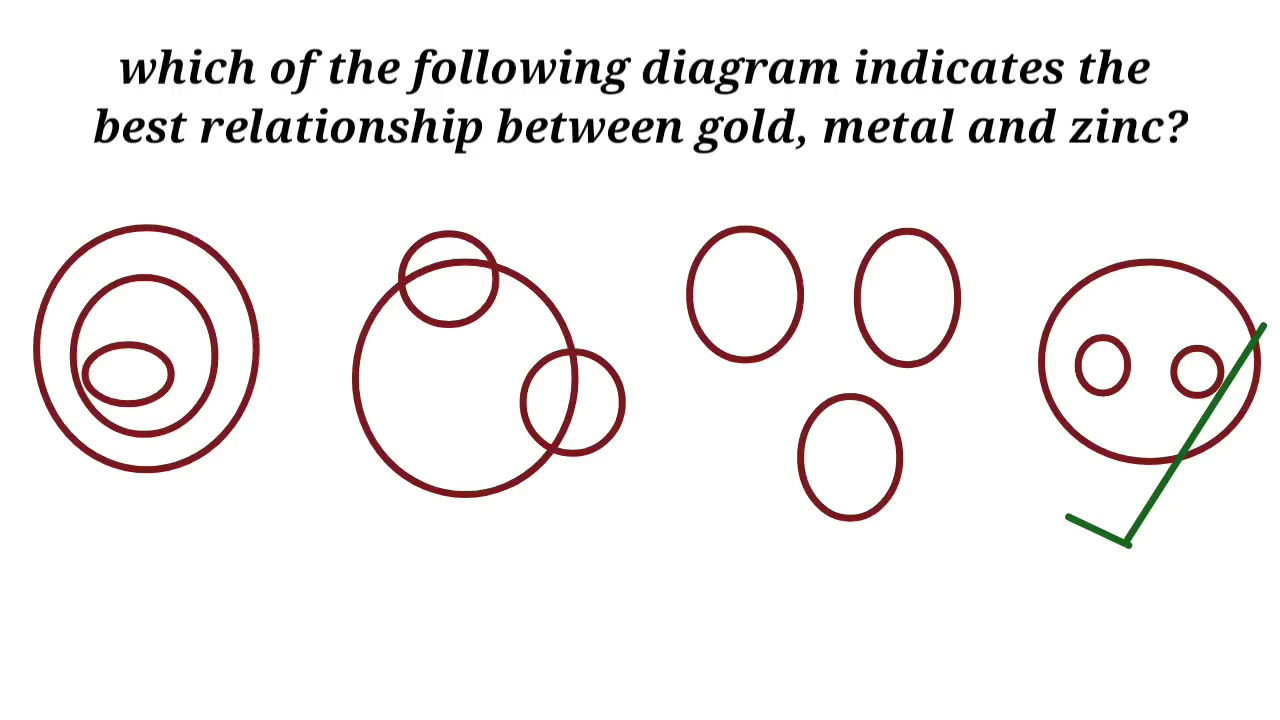 which of the following diagram indicates the
best relationship between gold, metal and zinc?